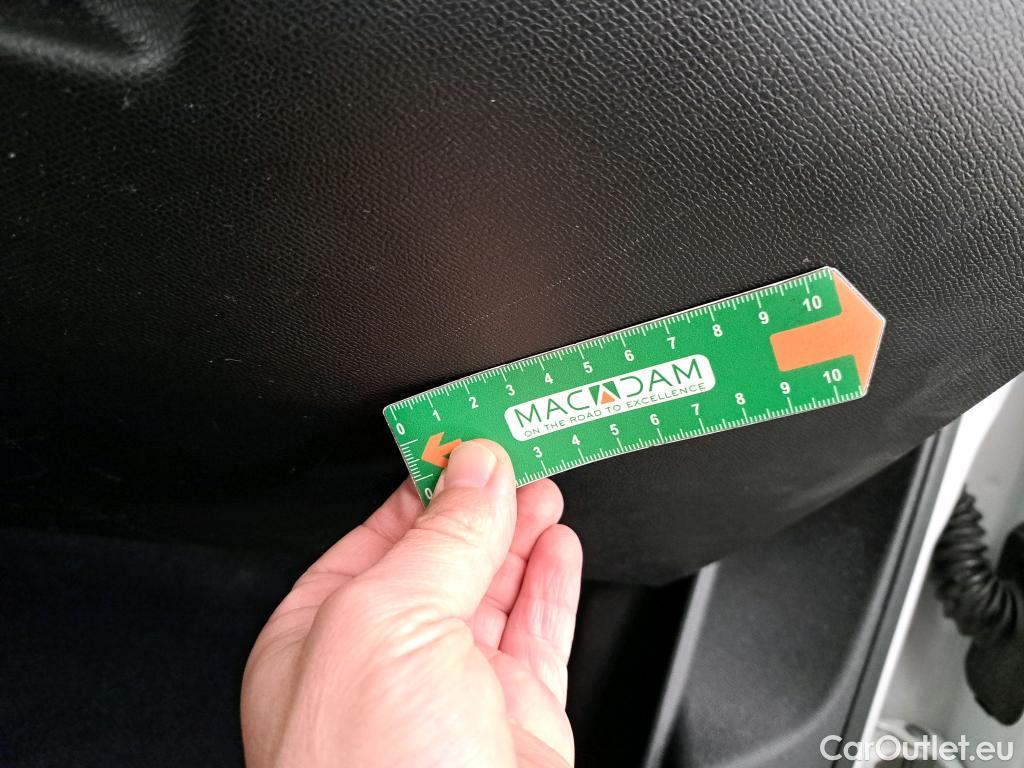 0 1 2 3 4 5 6 7 8 9 10
MACADAM
ON THE ROAD TO EXCELLENCE
0 3 4 5 6 7 8 9 10
CarOutlet.eu